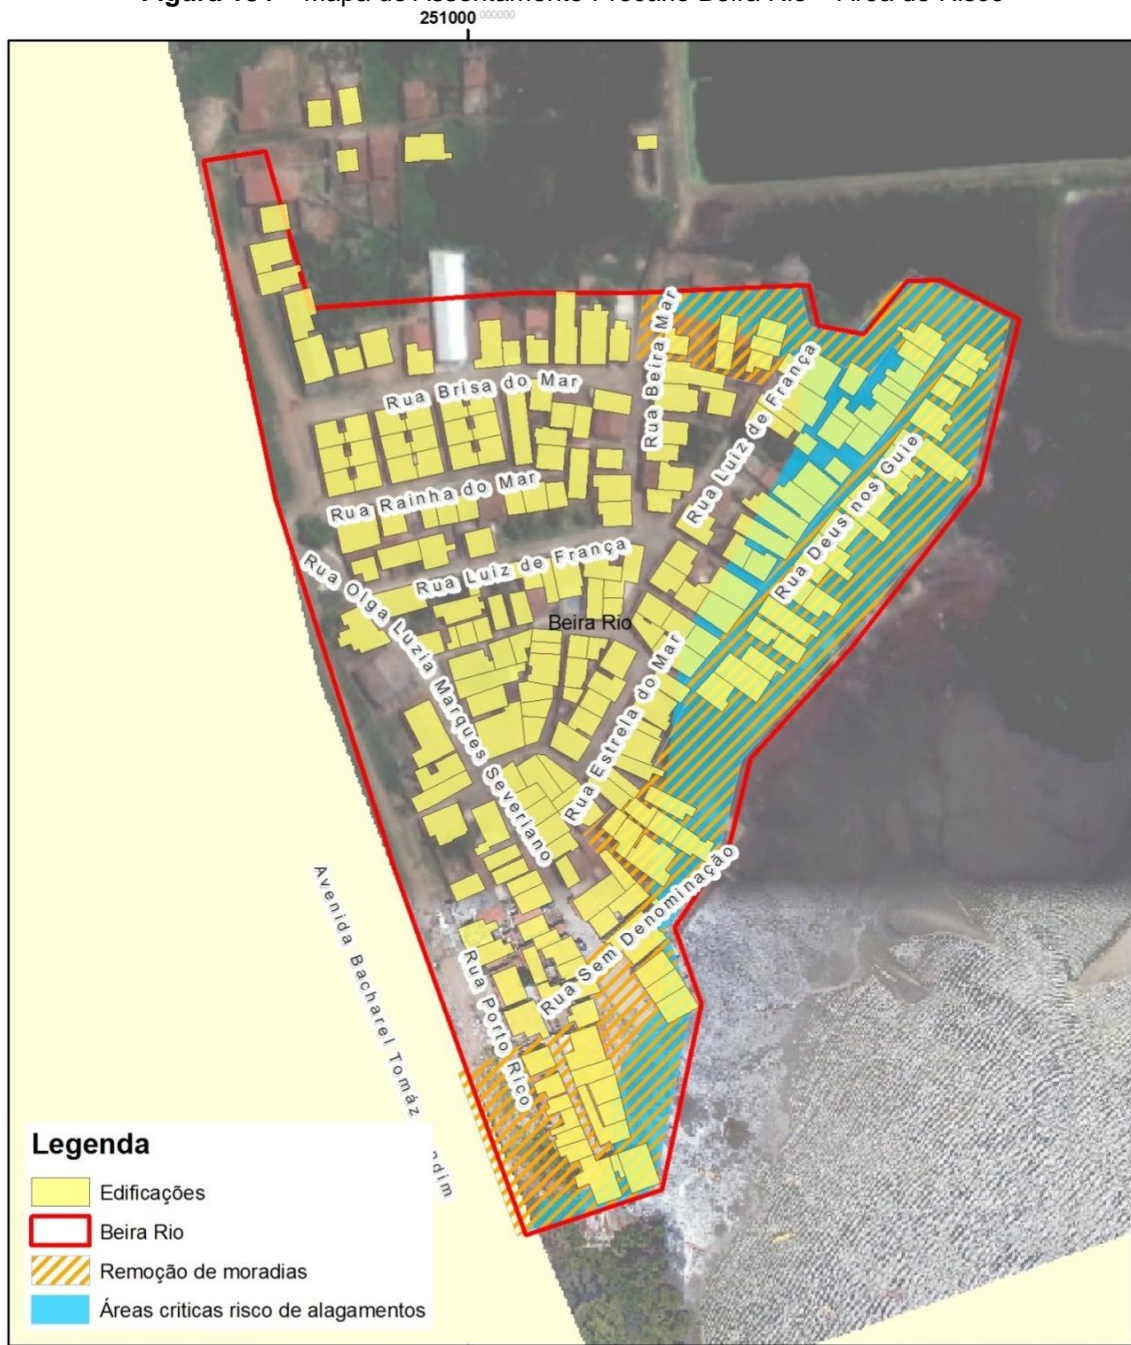 251000 000000
Rua Beira Mar
Rua Brisa do Mar
Rua Luiz de França
Rua Rainha do Mar
Rua Deus nos Guie
Rua Luiz de França
Rua Olga Luzia Marques Severiano
Beira Rio
Rua Estrela do Mar
Rua Sem Denominação
Rua Porto Rico
Avenida Bacharel Tomáz
ndim
Legenda
Edificações
Beira Rio
Remoção de moradias
Áreas criticas risco de alagamentos